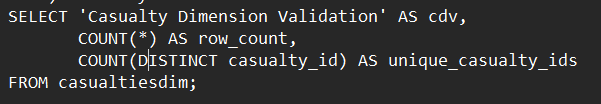 SELECT 'Casualty Dimension Validation' AS cdv,
COUNT(*) AS row_count,
COUNT(DISTINCT casualty_id) AS unique_casualty_ids
FROM casualtiesdim;